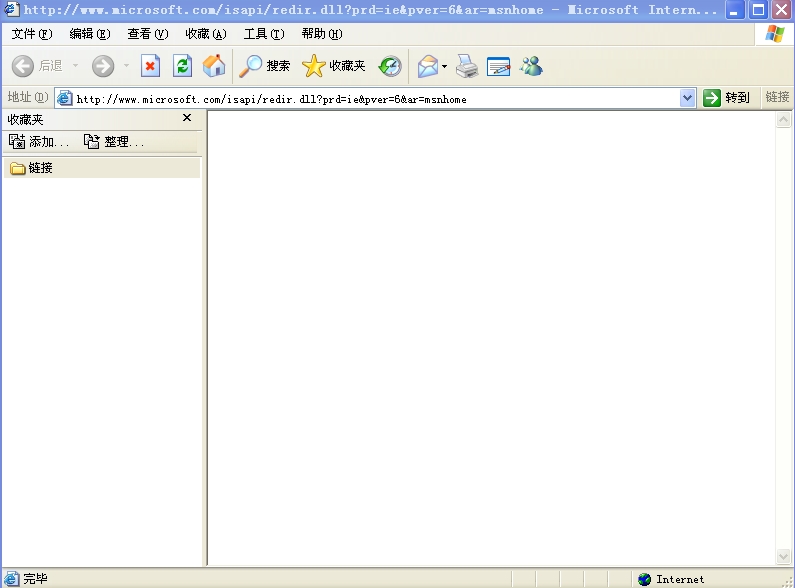 http://www.microsoft.com/isapi/redir.dll?prd=ie&pver=6&ar=msnhome - Microsoft Intern...
文件(F) 编辑(E) 查看(V) 收藏(A) 工具(T) 帮助(H)
后退 搜索 收藏夹
地址(D) http://www.microsoft.com/isapi/redir.dll?prd=ie&pver=6&ar=msnhome 转到 链接
收藏夹
添加... 整理...
链接
完毕 Internet